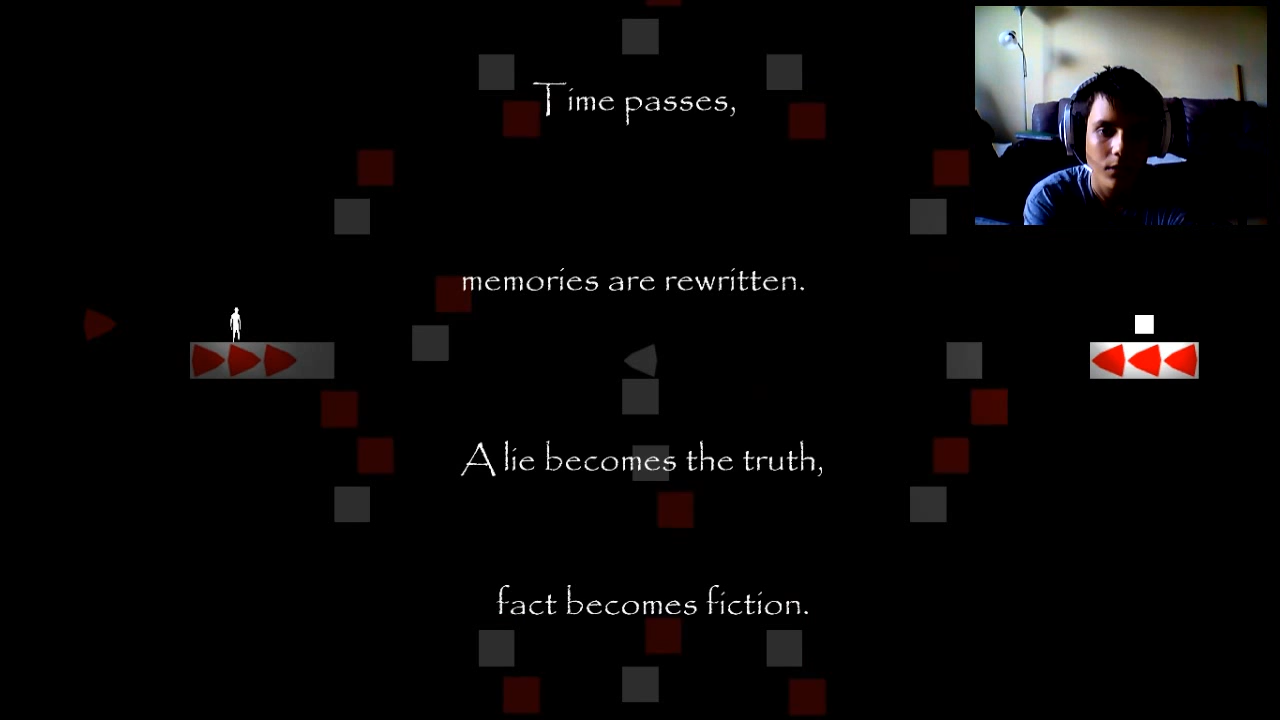 Time passes,
memories are rewritten.
A lie becomes the truth,
fact becomes fiction.